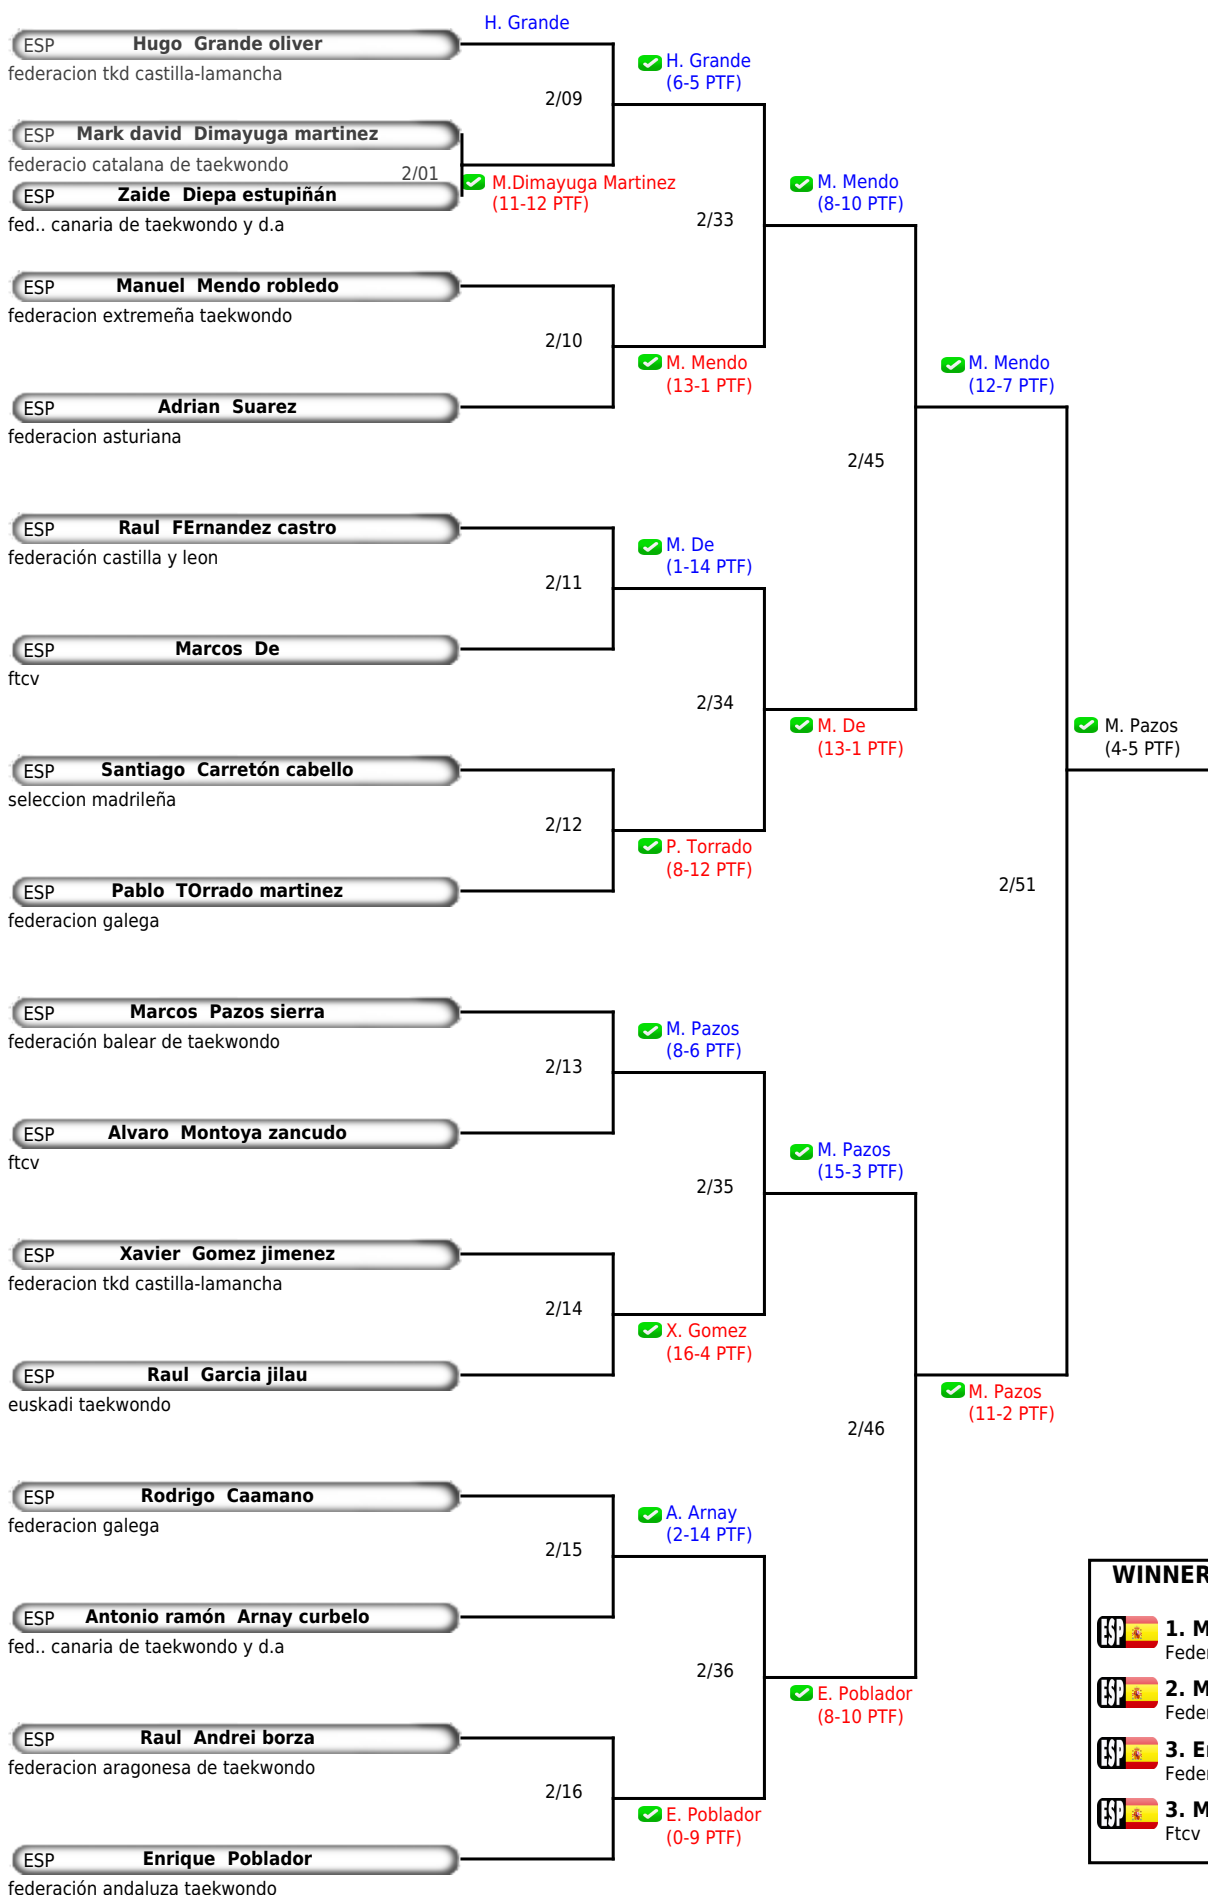 H. Grande
ESP Hugo Grande oliver
federacion tkd castilla-lamancha
H. Grande
(6-5 PTF)
2/09
ESP Mark david Dimayuga martinez
federacio catalana de taekwondo
2/01
M.Dimayuga Martinez
(11-12 PTF)
ESP Zaide Diepa estupiñán
fed.. canaria de taekwondo y d.a
M. Mendo
(8-10 PTF)
2/33
ESP Manuel Mendo robledo
federacion extremeña taekwondo
2/10
M. Mendo
(13-1 PTF)
M. Mendo
(12-7 PTF)
ESP Adrian Suarez
federacion asturiana
2/45
ESP Raul FErnandez castro
federación castilla y leon
M. De
(1-14 PTF)
2/11
ESP Marcos De
ftcv
2/34
M. De
(13-1 PTF)
M. Pazos
(4-5 PTF)
ESP Santiago Carretón cabello
seleccion madrileña
2/12
P. Torrado
(8-12 PTF)
ESP Pablo TOrrado martinez
federacion galega
2/51
ESP Marcos Pazos sierra
federación balear de taekwondo
M. Pazos
(8-6 PTF)
2/13
ESP Alvaro Montoya zancudo
ftcv
M. Pazos
(15-3 PTF)
2/35
ESP Xavier Gomez jimenez
federacion tkd castilla-lamancha
2/14
X. Gomez
(16-4 PTF)
ESP Raul Garcia jilau
euskadi taekwondo
M. Pazos
(11-2 PTF)
2/46
ESP Rodrigo Caamano
federacion galega
A. Arnay
(2-14 PTF)
2/15
ESP Antonio ramón Arnay curbelo
fed.. canaria de taekwondo y d.a
2/36
E. Poblador
(8-10 PTF)
ESP Raul Andrei borza
federacion aragonesa de taekwondo
2/16
E. Poblador
(0-9 PTF)
ESP Enrique Poblador
federación andaluza taekwondo
WINNER
ESP 1. M
Feder
ESP 2. M
Feder
ESP 3. E
Feder
ESP 3. M
Ftcv